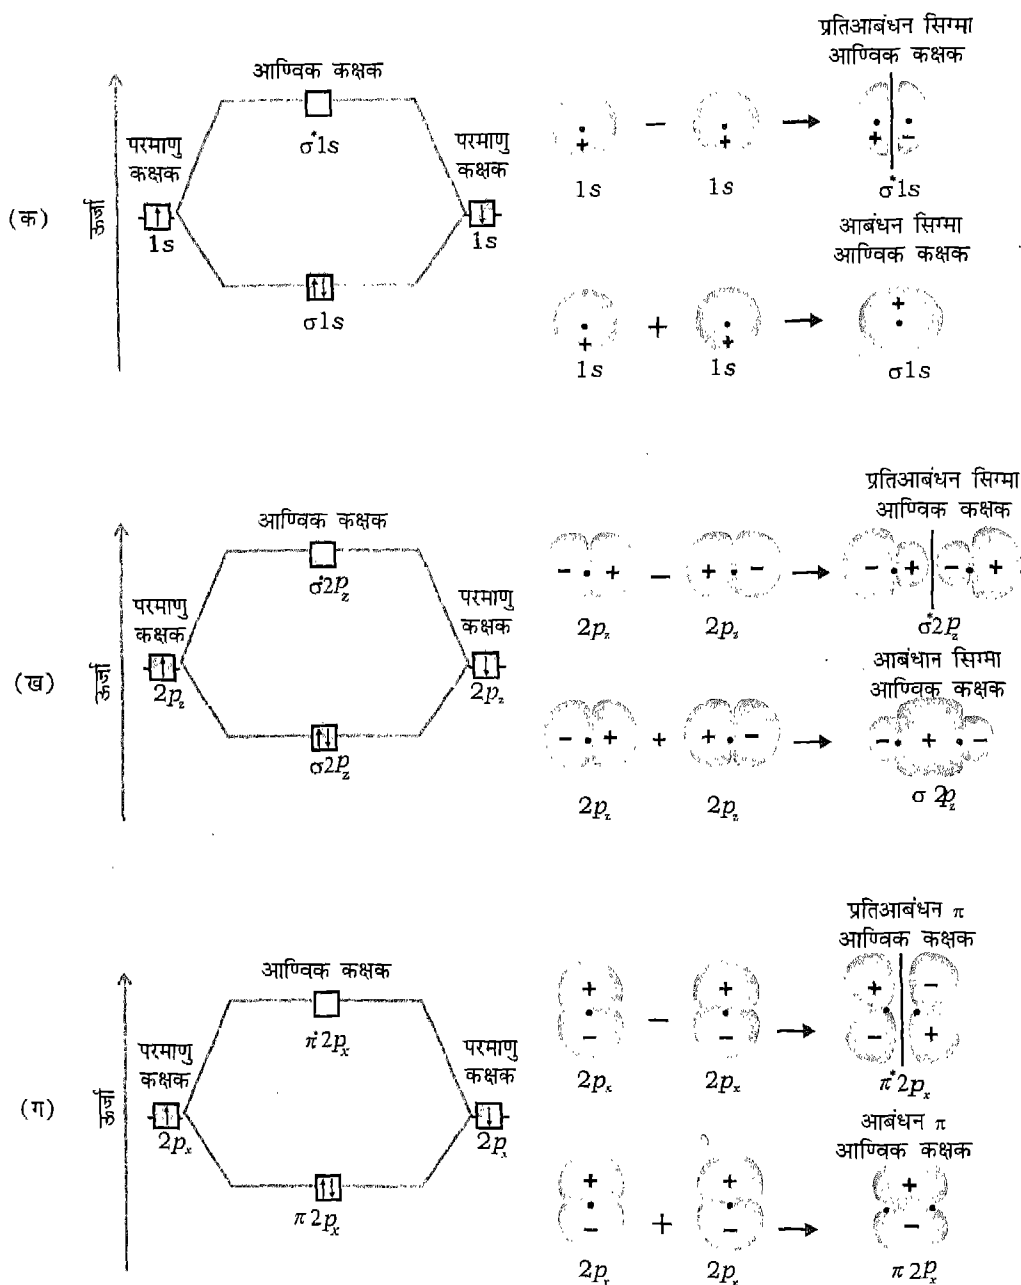 (क)
ऊर्जा
आण्विक कक्षक
σ*1s
परमाणु
कक्षक
1s
परमाणु
कक्षक
1s
σ1s
प्रतिआबंधन सिग्मा
आण्विक कक्षक
+ − + + −
1s 1s σ*1s
आबंधन सिग्मा
आण्विक कक्षक
+ + + +
1s 1s σ1s
(ख)
ऊर्जा
आण्विक कक्षक
σ*2pz
परमाणु
कक्षक
2pz
परमाणु
कक्षक
2pz
σ2pz
प्रतिआबंधन सिग्मा
आण्विक कक्षक
− + − + − − + − +
2pz 2pz σ*2pz
आबंधान सिग्मा
आण्विक कक्षक
− + + + − − + −
2pz 2pz σ 2pz
(ग)
ऊर्जा
आण्विक कक्षक
π*2px
परमाणु
कक्षक
2px
परमाणु
कक्षक
2px
π2px
प्रतिआबंधन π
आण्विक कक्षक
+ + + −
−
− − − +
2px 2px π*2px
आबंधन π
आण्विक कक्षक
+ + +
+
− − −
2px 2px π2px